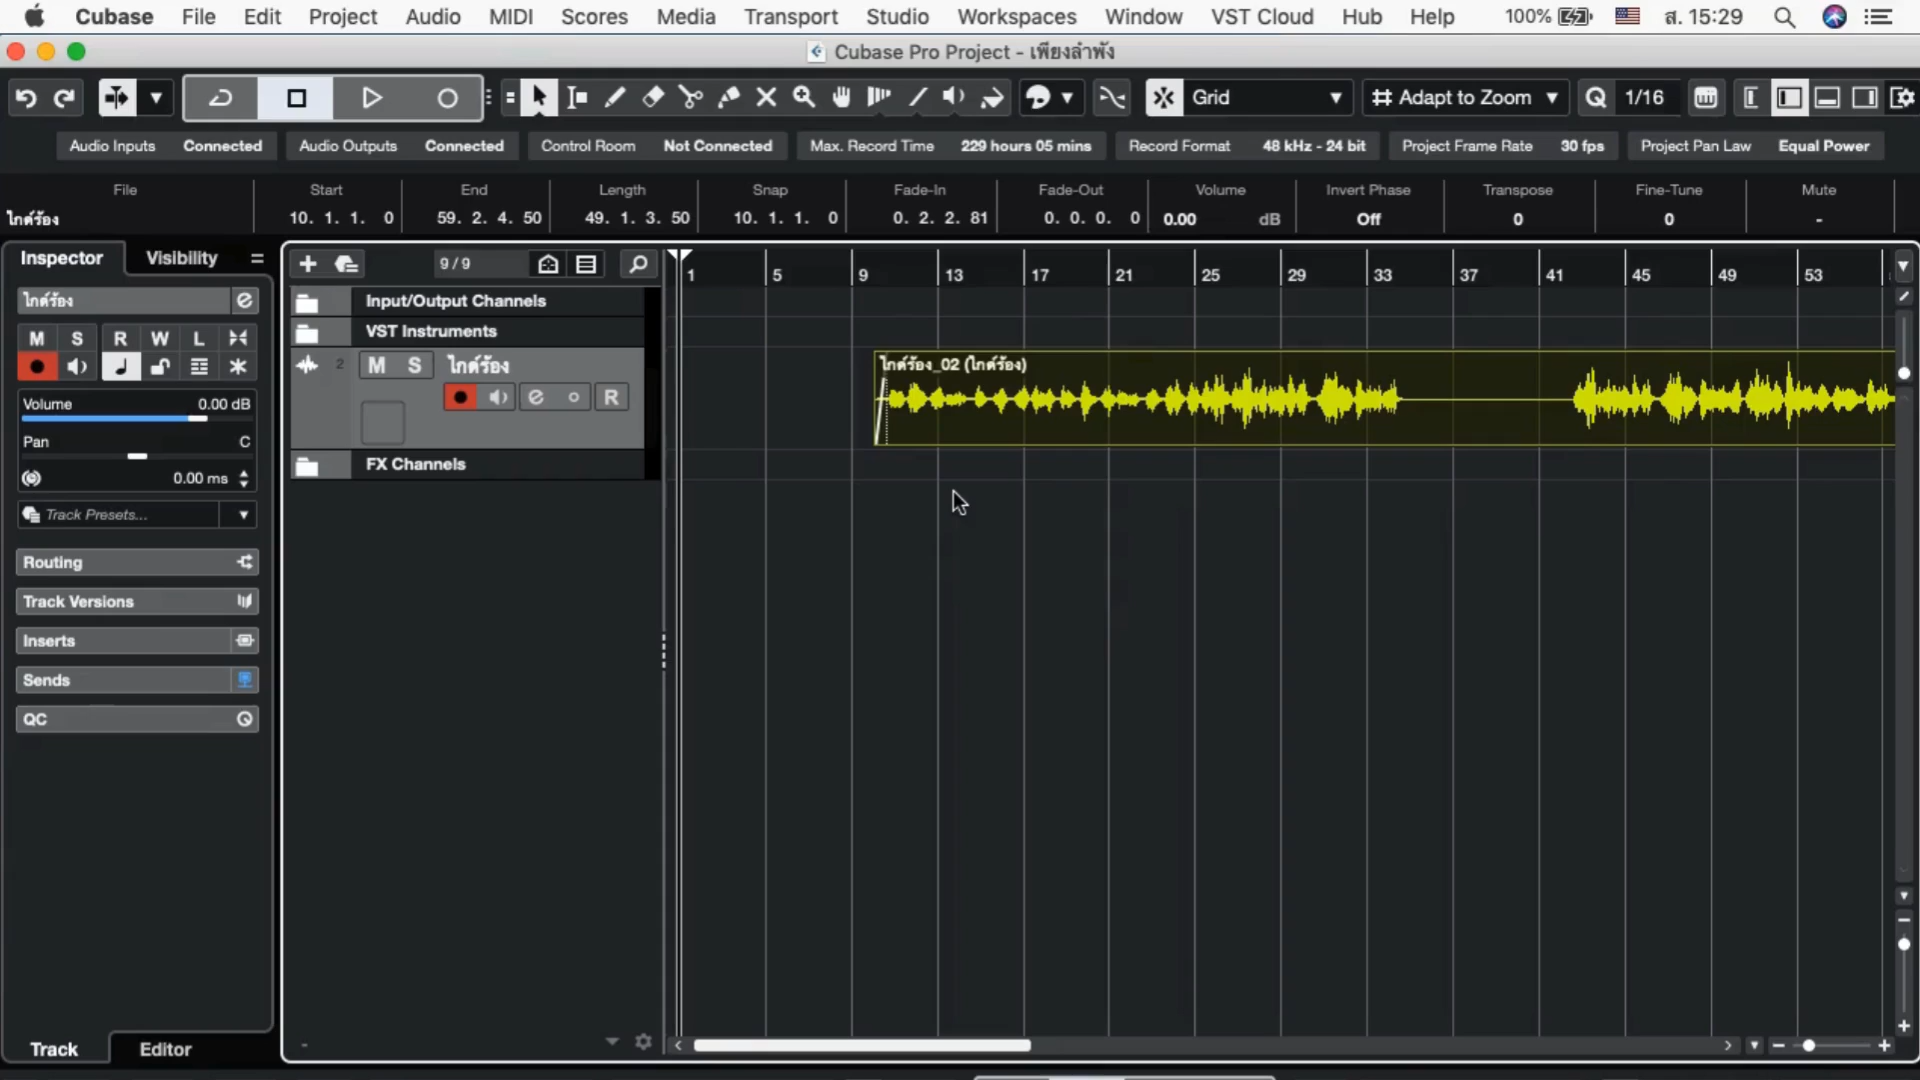 Cubase File Edit Project Audio MIDI Scores Media Transport Studio Workspaces Window VST Cloud Hub Help 100% ส. 15:29
Cubase Pro Project - เพียงลำพัง
Grid Adapt to Zoom Q 1/16
Audio Inputs Connected Audio Outputs Connected Control Room Not Connected Max. Record Time 229 hours 05 mins Record Format 48 kHz - 24 bit Project Frame Rate 30 fps Project Pan Law Equal Power
File Start End Length Snap Fade-In Fade-Out Volume Invert Phase Transpose Fine-Tune Mute
ไกด์ร้อง 10. 1. 1. 0 59. 2. 4. 50 49. 1. 3. 50 10. 1. 1. 0 0. 2. 2. 81 0. 0. 0. 0 0.00 dB Off 0 0 -
Inspector Visibility
9/9
1 5 9 13 17 21 25 29 33 37 41 45 49 53
ไกด์ร้อง
Input/Output Channels
VST Instruments
M S R W L
2 M S ไกด์ร้อง
R
ไกด์ร้อง_02 (ไกด์ร้อง)
Volume 0.00 dB
Pan C
0.00 ms
FX Channels
Track Presets...
Routing
Track Versions
Inserts
Sends
QC
Track Editor